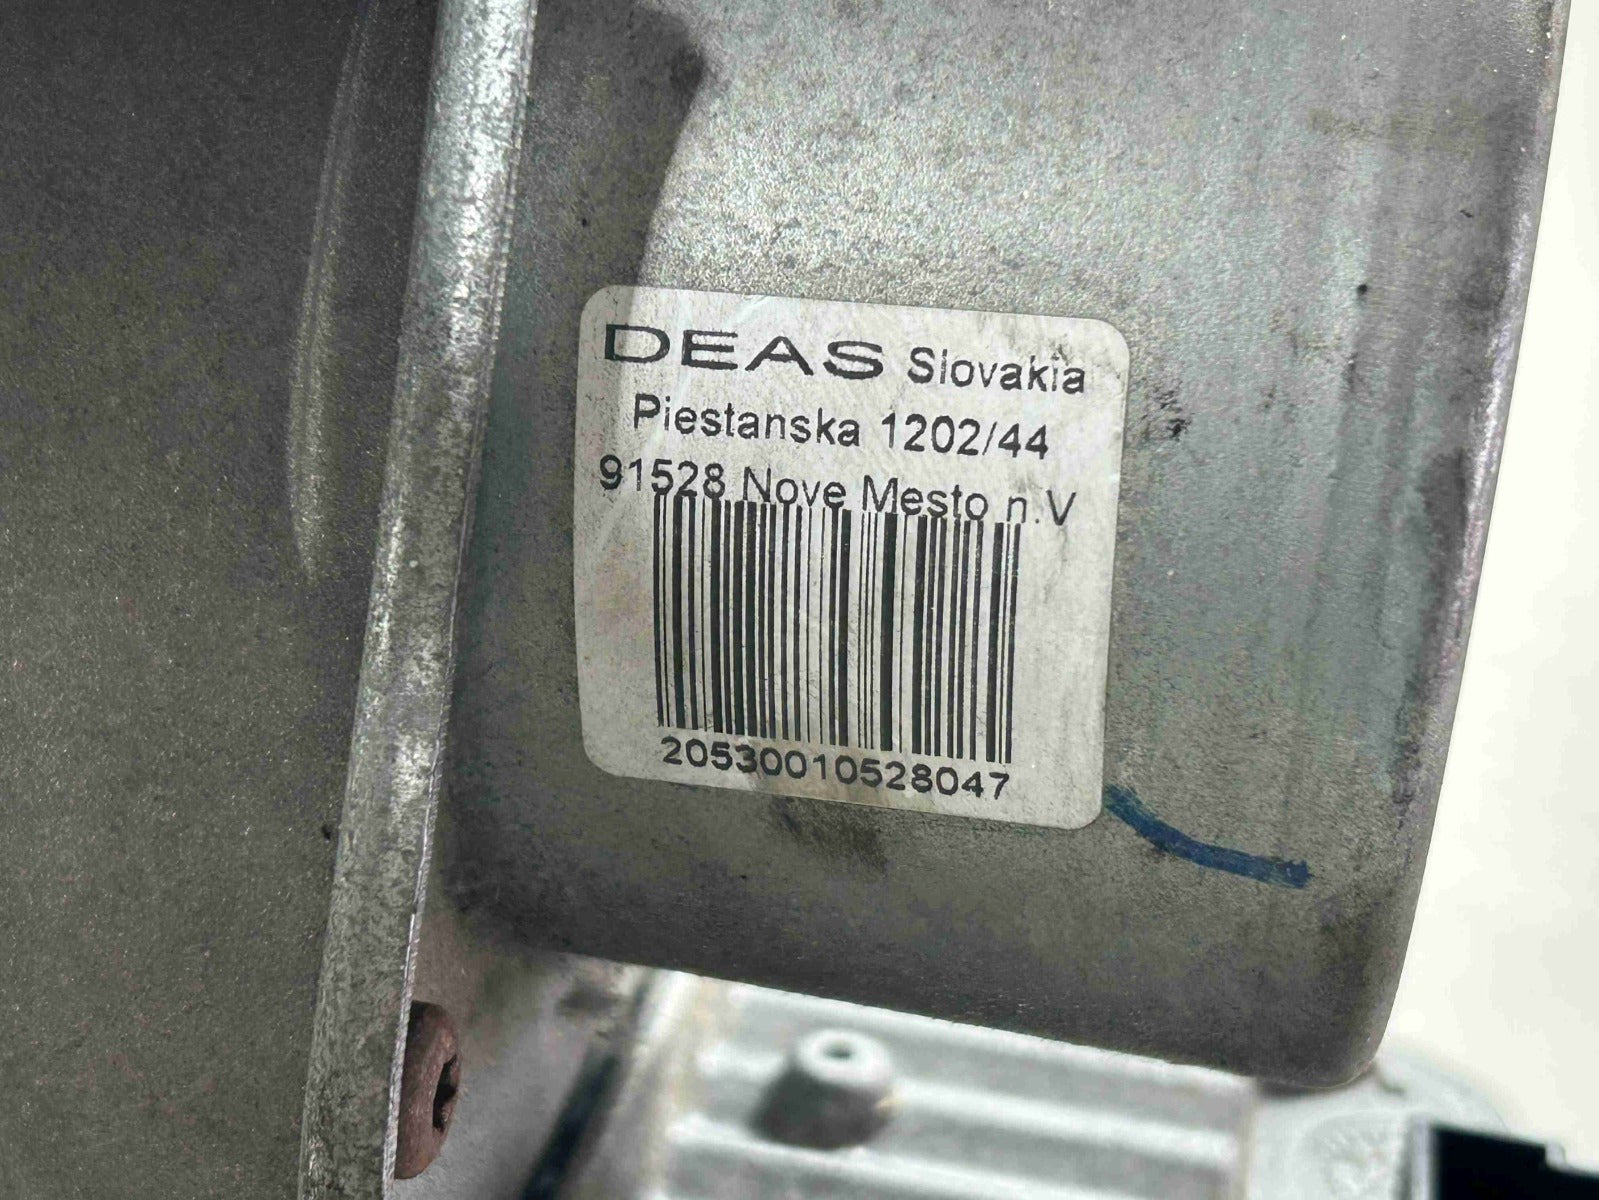 DEAS Slovakia
Piestanska 1202/44
91528 Nove Mesto n.V
20530010528047